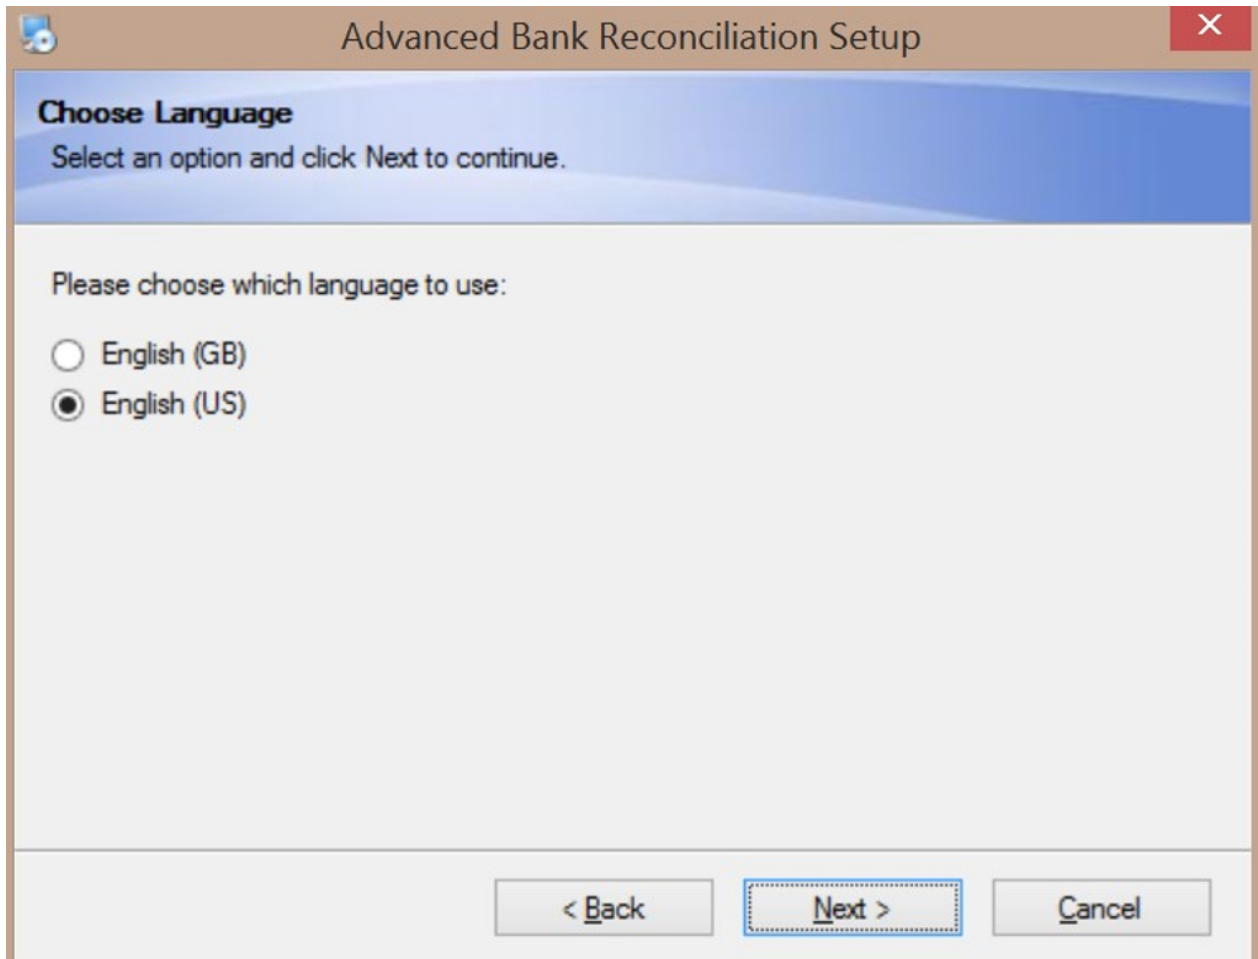 Advanced Bank Reconciliation Setup
Choose Language
Select an option and click Next to continue.
Please choose which language to use:
English (GB)
English (US)
< Back Next > Cancel